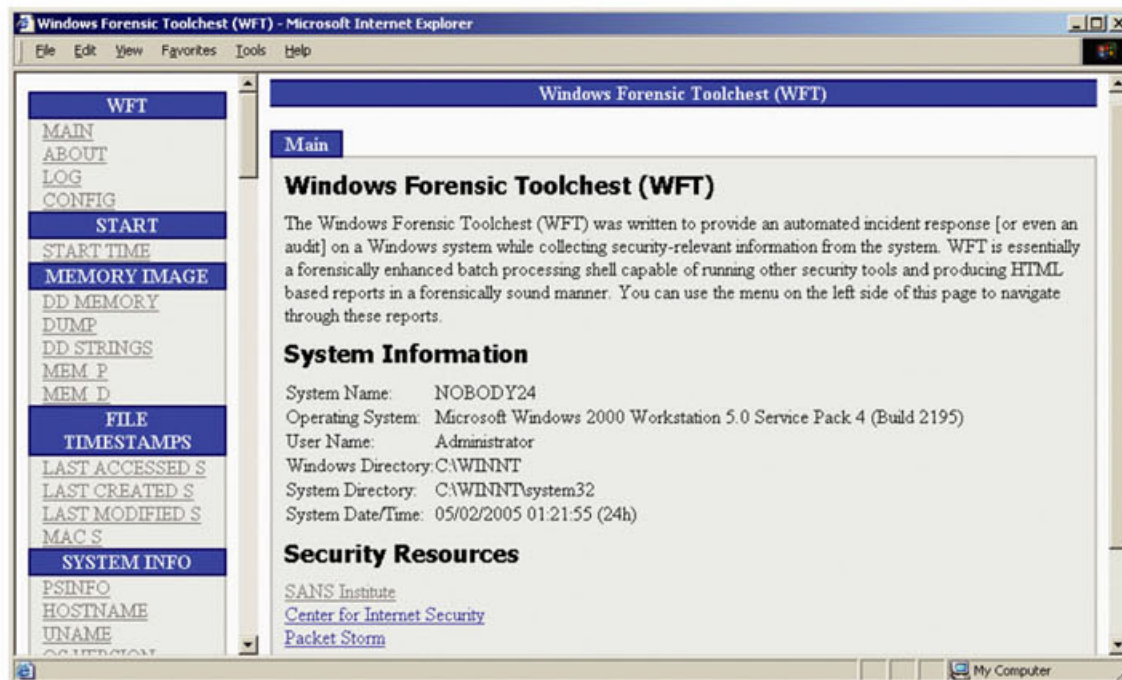 Windows Forensic Toolchest (WFT) - Microsoft Internet Explorer
File Edit View Favorites Tools Help
WFT
MAIN
ABOUT
LOG
CONFIG
START
START TIME
MEMORY IMAGE
DD MEMORY
DUMP
DD STRINGS
MEM P
MEM D
FILE
TIMESTAMPS
LAST ACCESSED S
LAST CREATED S
LAST MODIFIED S
MAC S
SYSTEM INFO
PSINFO
HOSTNAME
UNAME
OS VERSION
Windows Forensic Toolchest (WFT)
Main
Windows Forensic Toolchest (WFT)
The Windows Forensic Toolchest (WFT) was written to provide an automated incident response [or even an
audit] on a Windows system while collecting security-relevant information from the system. WFT is essentially
a forensically enhanced batch processing shell capable of running other security tools and producing HTML
based reports in a forensically sound manner. You can use the menu on the left side of this page to navigate
through these reports.
System Information
System Name: NOBODY24
Operating System: Microsoft Windows 2000 Workstation 5.0 Service Pack 4 (Build 2195)
User Name: Administrator
Windows Directory: C:\WINNT
System Directory: C:\WINNT\system32
System Date/Time: 05/02/2005 01:21:55 (24h)
Security Resources
SANS Institute
Center for Internet Security
Packet Storm
My Computer